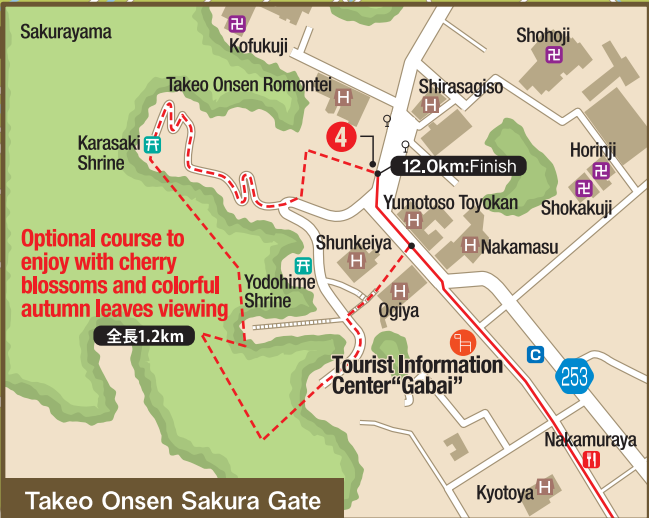 Sakurayama
Kofukuji
Shohoji
Takeo Onsen Romontei
H
Shirasagiso
H
4
Karasaki
Shrine
12.0km:Finish
Horinji
Yumotoso Toyokan
H
Shokakuji
Optional course to
enjoy with cherry
blossoms and colorful
autumn leaves viewing
全長1.2km
Shunkeiya
H
H
Nakamasu
Yodohime
Shrine
H
Ogiya
Tourist Information
Center“Gabai”
C
253
Nakamuraya
Kyotoya
H
Takeo Onsen Sakura Gate